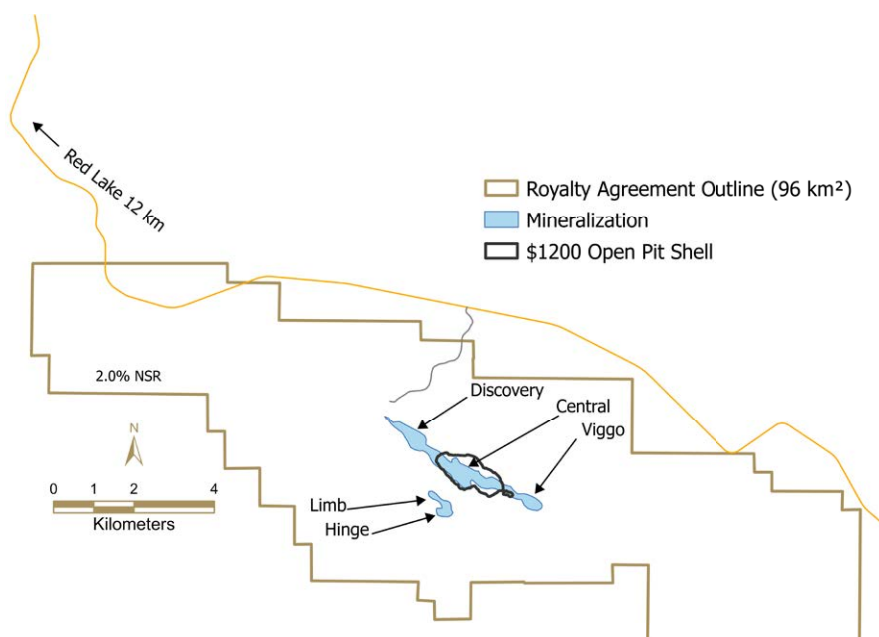 Red Lake 12 km
Royalty Agreement Outline (96 km²)
Mineralization
$1200 Open Pit Shell
2.0% NSR
Discovery
Central
Viggo
N
0 1 2 4
Kilometers
Limb
Hinge